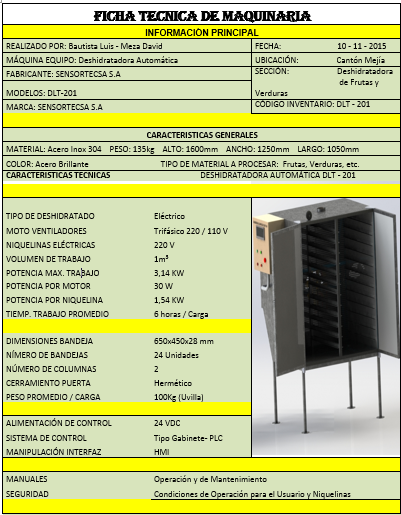 FICHA TECNICA DE MAQUINARIA
INFORMACIÓN PRINCIPAL
REALIZADO POR: Bautista Luis - Meza David
FECHA: 10 - 11 - 2015
MÁQUINA EQUIPO: Deshidratadora Automática
UBICACIÓN: Cantón Mejía
FABRICANTE: SENSORTECSA S.A
SECCIÓN: Deshidratadora
de Frutas y
MODELOS: DLT-201
Verduras
MARCA: SENSORTECSA S.A
CÓDIGO INVENTARIO: DLT - 201
CARACTERISTICAS GENERALES
MATERIAL: Acero Inox 304 PESO: 135kg ALTO: 1600mm ANCHO: 1250mm LARGO: 1050mm
COLOR: Acero Brillante TIPO DE MATERIAL A PROCESAR: Frutas, Verduras, etc.
CARACTERISTICAS TECNICAS DESHIDRATADORA AUTOMÁTICA DLT - 201
TIPO DE DESHIDRATADO Eléctrico
MOTO VENTILADORES Trifásico 220 / 110 V
NIQUELINAS ELÉCTRICAS 220 V
VOLUMEN DE TRABAJO 1m³
POTENCIA MAX. TRABAJO 3,14 KW
POTENCIA POR MOTOR 30 W
POTENCIA POR NIQUELINA 1,54 KW
TIEMP. TRABAJO PROMEDIO 6 horas / Carga
DIMENSIONES BANDEJA 650x450x28 mm
NÍMERO DE BANDEJAS 24 Unidades
NÚMERO DE COLUMNAS 2
CERRAMIENTO PUERTA Hermético
PESO PROMEDIO / CARGA 100Kg (Uvilla)
ALIMENTACIÓN DE CONTROL 24 VDC
SISTEMA DE CONTROL Tipo Gabinete- PLC
MANIPULACIÓN INTERFAZ HMI
MANUALES Operación y de Mantenimiento
SEGURIDAD Condiciones de Operación para el Usuario y Niquelinas